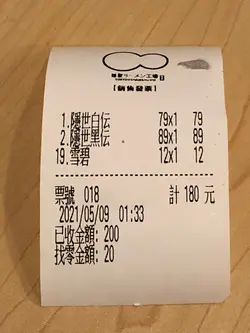 1.隱世白伝 79x1 79
2.隱世黑伝 89x1 89
19.雪碧 12x1 12
票號 018 計 180 元
2021/05/09 01:33
已收金額: 200
找零金額: 20